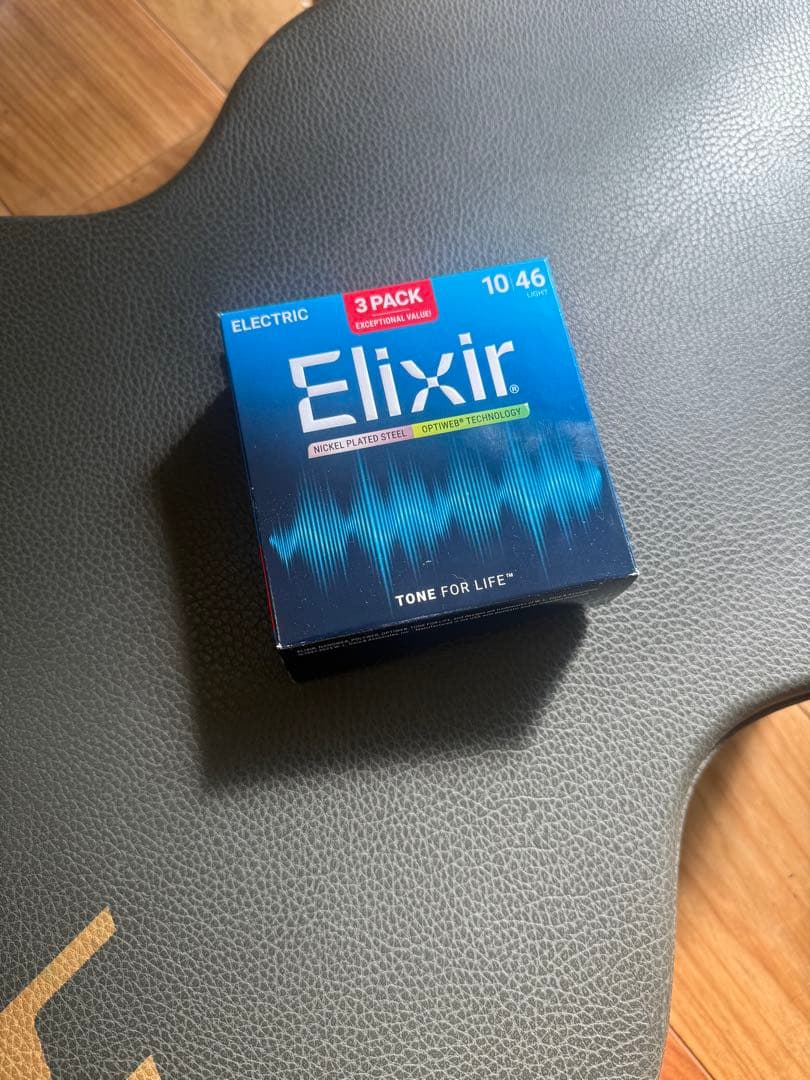 ELECTRIC
3 PACK
EXCEPTIONAL VALUE!
10 46
LIGHT
Elixir®
NICKEL PLATED STEEL OPTIWEB® TECHNOLOGY
TONE FOR LIFE™